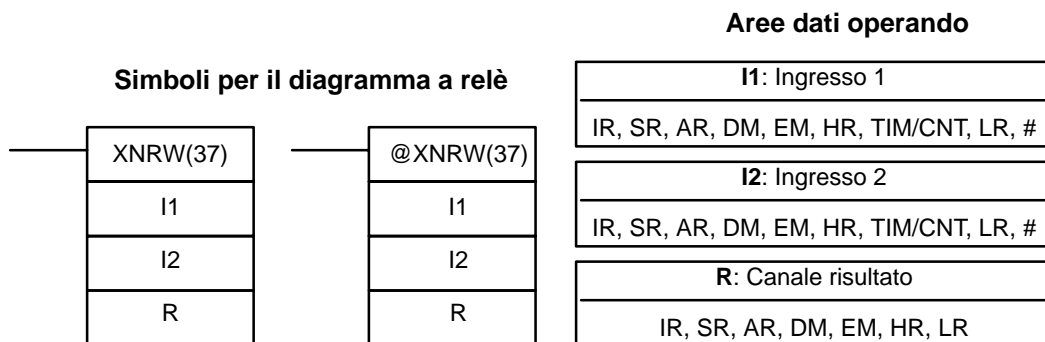 Aree dati operando
Simboli per il diagramma a relè
I1: Ingresso 1
IR, SR, AR, DM, EM, HR, TIM/CNT, LR, #
XNRW(37)
@XNRW(37)
I1
I1
I2: Ingresso 2
IR, SR, AR, DM, EM, HR, TIM/CNT, LR, #
I2
I2
R: Canale risultato
R
R
IR, SR, AR, DM, EM, HR, LR